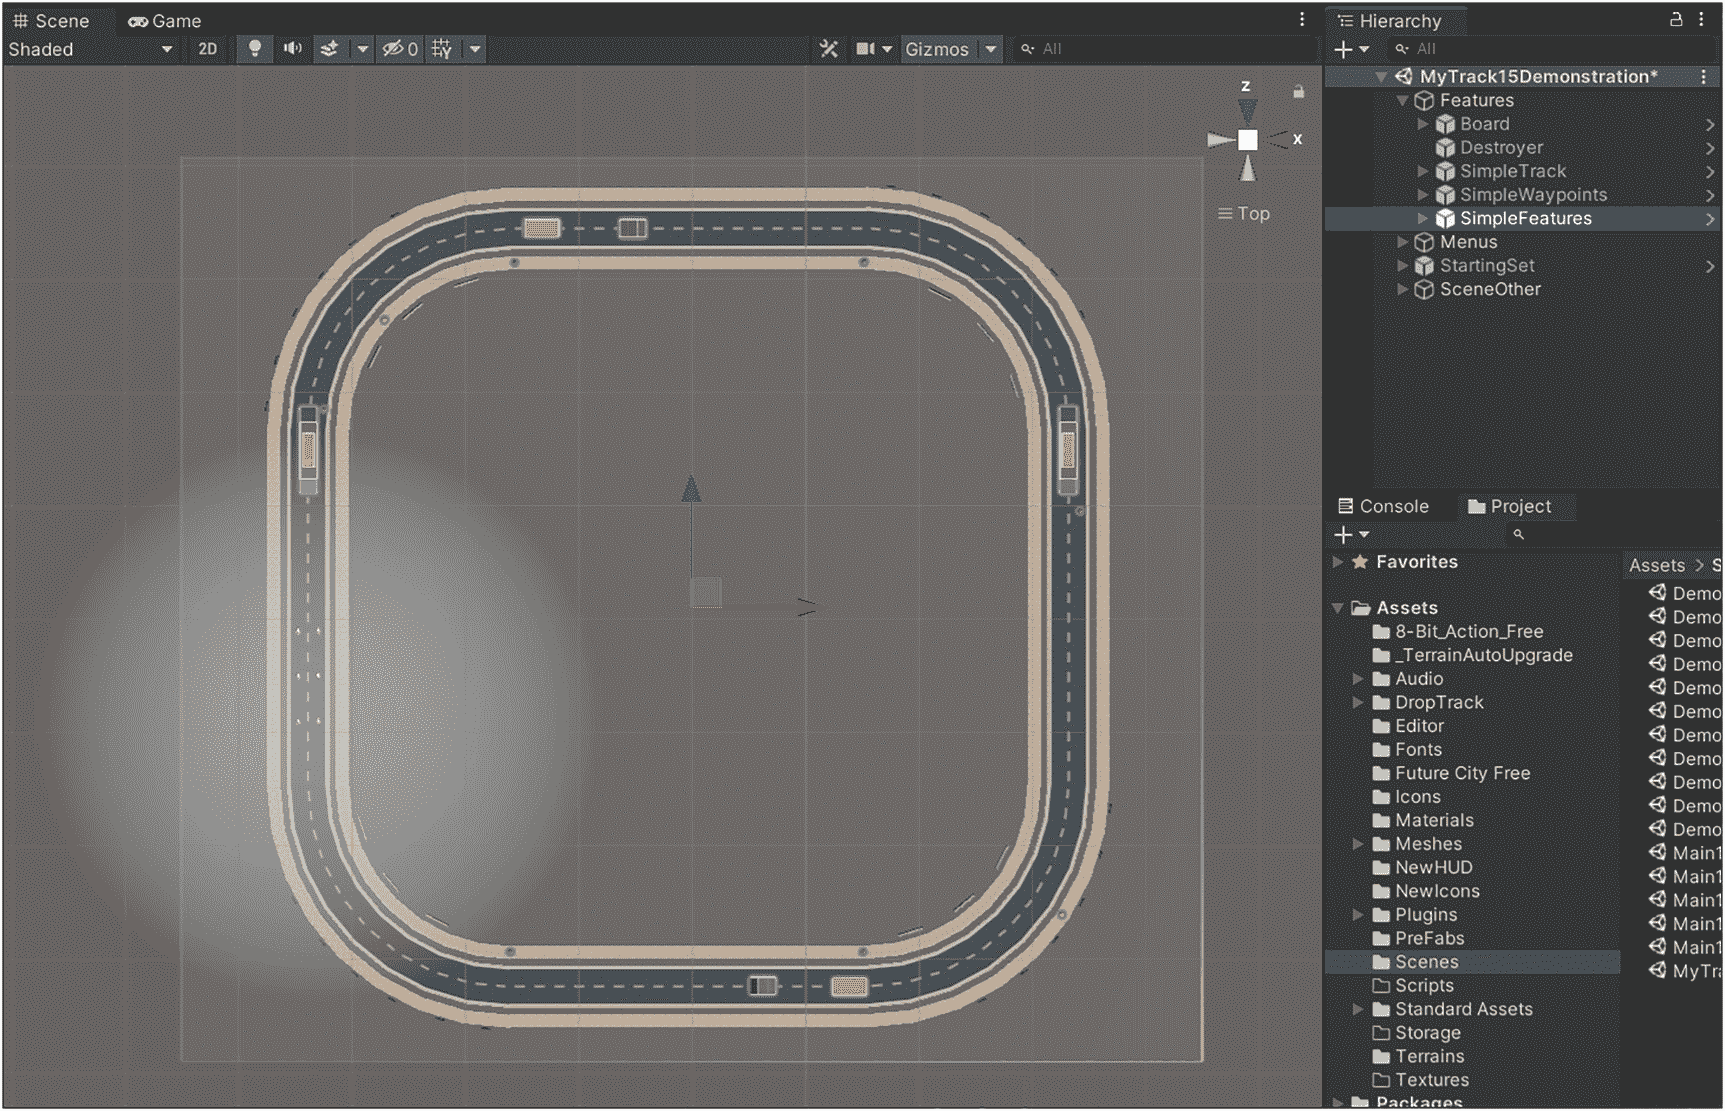 Scene
Game
Shaded
2D
0
Gizmos
All
z
x
Top
Hierarchy
All
MyTrack15Demonstration*
Features
Board
Destroyer
SimpleTrack
SimpleWaypoints
SimpleFeatures
Menus
StartingSet
SceneOther
Console
Project
Favorites
Assets
8-Bit_Action_Free
_TerrainAutoUpgrade
Audio
DropTrack
Editor
Fonts
Future City Free
Icons
Materials
Meshes
NewHUD
NewIcons
Plugins
PreFabs
Scenes
Scripts
Standard Assets
Storage
Terrains
Textures
Packages
Assets > S
Demo
Demo
Demo
Demo
Demo
Demo
Demo
Demo
Demo
Demo
Demo
Main1
Main1
Main1
Main1
Main1
MyTra